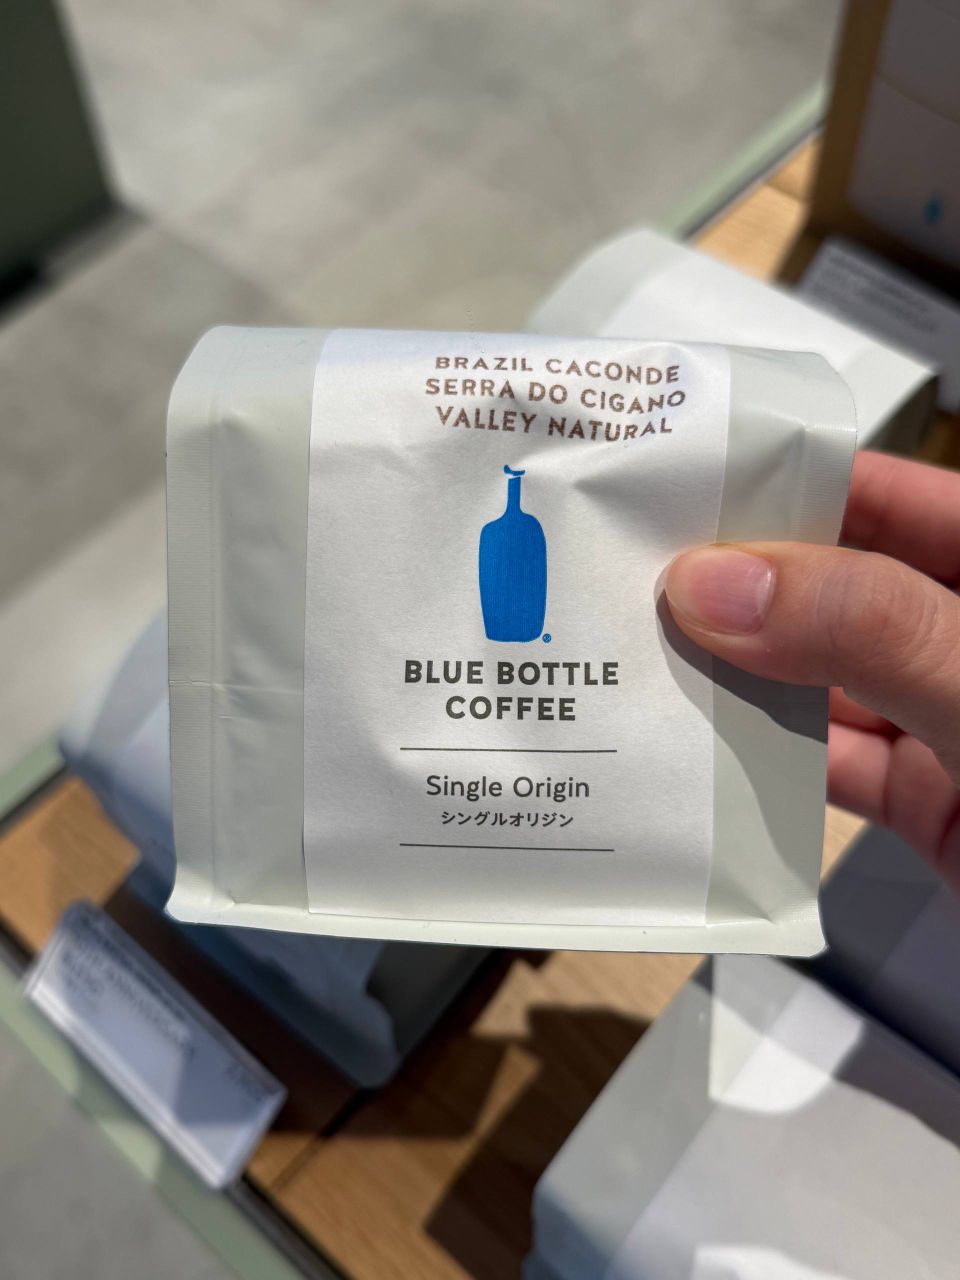 BRAZIL CACONDE
SERRA DO CIGANO
VALLEY NATURAL
®
BLUE BOTTLE
COFFEE
Single Origin
シングルオリジン